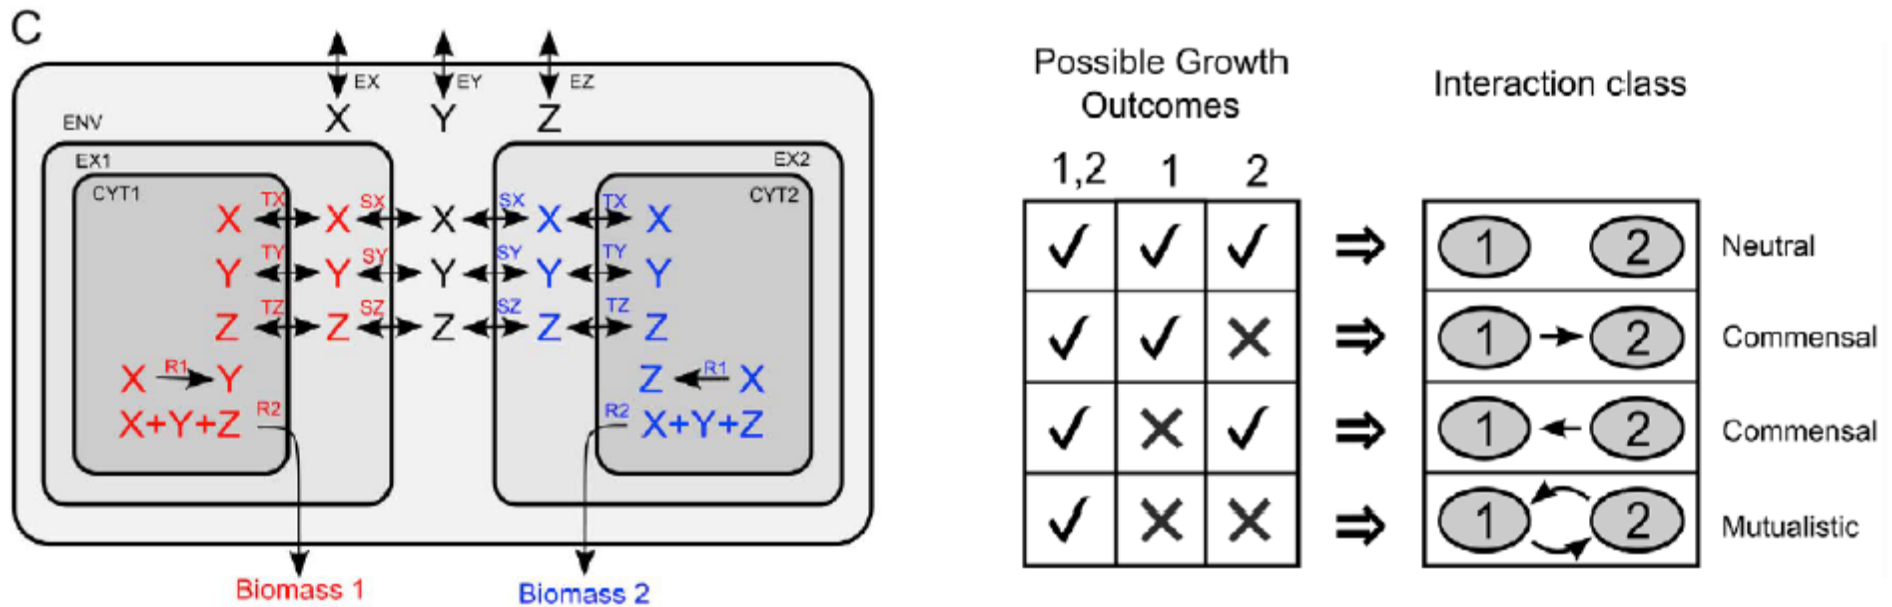 C
EX EY EZ
X Y Z
ENV
EX1 EX2
CYT1 CYT2
X TX X SX X SX X TX X
Y TY Y SY Y SY Y TY Y
Z TZ Z SZ Z SZ Z TZ Z
X R1 Y Z R1 X
X+Y+Z R2 R2 X+Y+Z
Biomass 1 Biomass 2
Possible Growth
Outcomes
Interaction class
1,2 1 2
1 2 Neutral
1 2 Commensal
1 2 Commensal
1 2 Mutualistic